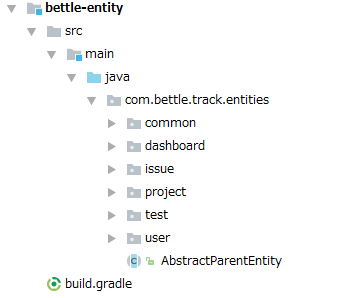 bettle-entity
src
main
java
com.bettle.track.entities
common
dashboard
issue
project
test
user
C AbstractParentEntity
build.gradle